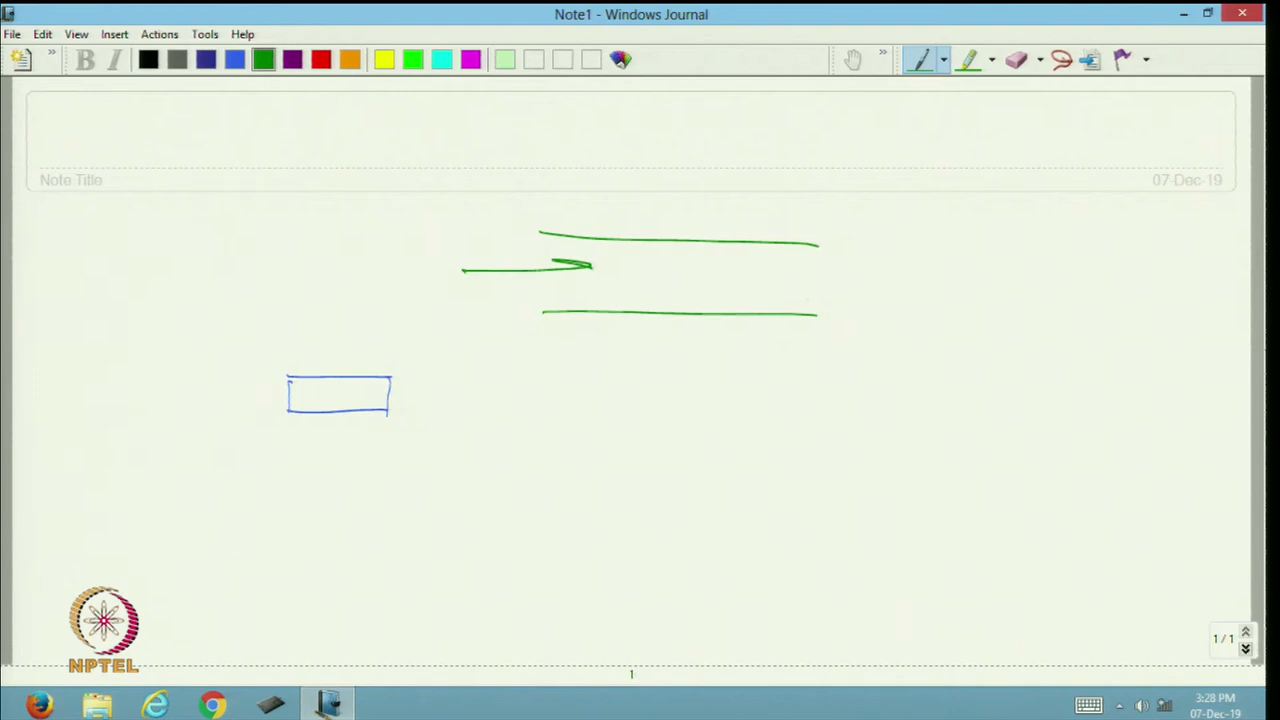 Note1 - Windows Journal
File Edit View Insert Actions Tools Help
B I
Note Title
07-Dec-19
NPTEL
1 / 1
1
3:28 PM
07-Dec-19